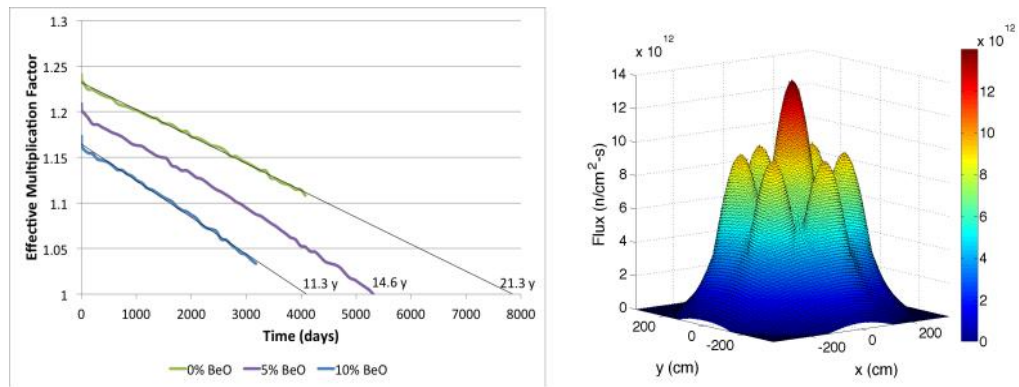 1.3
1.25
1.2
1.15
1.1
1.05
1
Effective Multiplication Factor
11.3 y
14.6 y
21.3 y
0 1000 2000 3000 4000 5000 6000 7000 8000
Time (days)
0% BeO 5% BeO 10% BeO
x 10^12
14
12
10
8
6
4
2
0
Flux (n/cm^2-s)
200
0
-200
y (cm)
-200
0
200
x (cm)
x 10^12
12
10
8
6
4
2
0